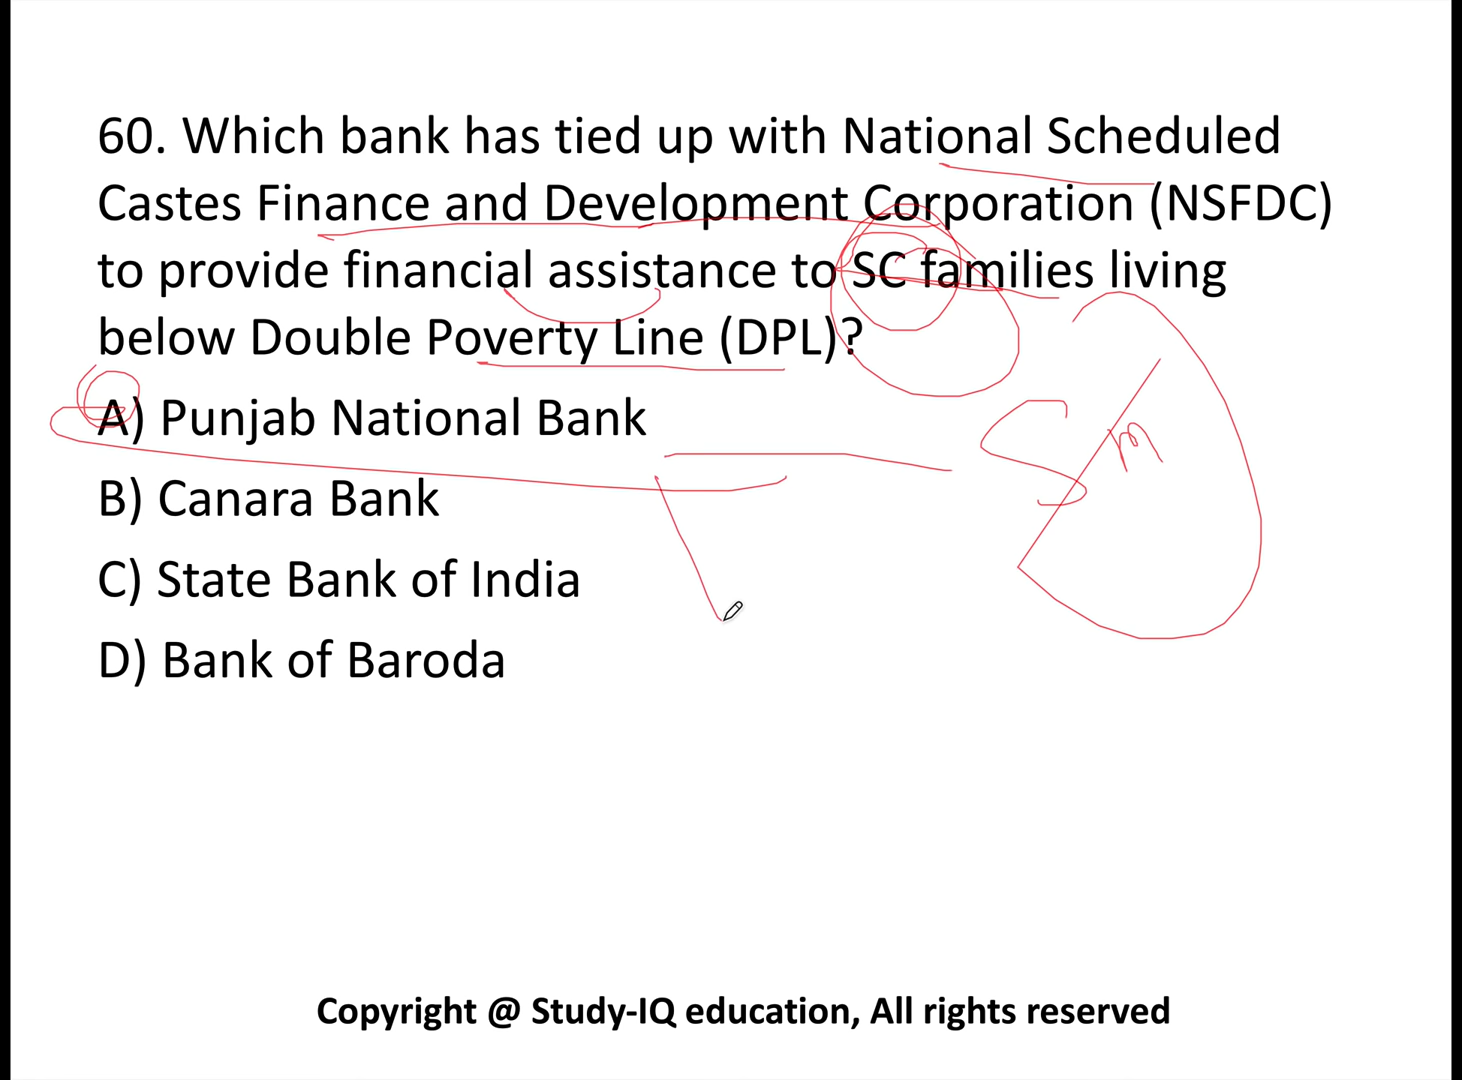 60. Which bank has tied up with National Scheduled
Castes Finance and Development Corporation (NSFDC)
to provide financial assistance to SC families living
below Double Poverty Line (DPL)?
A) Punjab National Bank
B) Canara Bank
C) State Bank of India
D) Bank of Baroda
Copyright @ Study-IQ education, All rights reserved